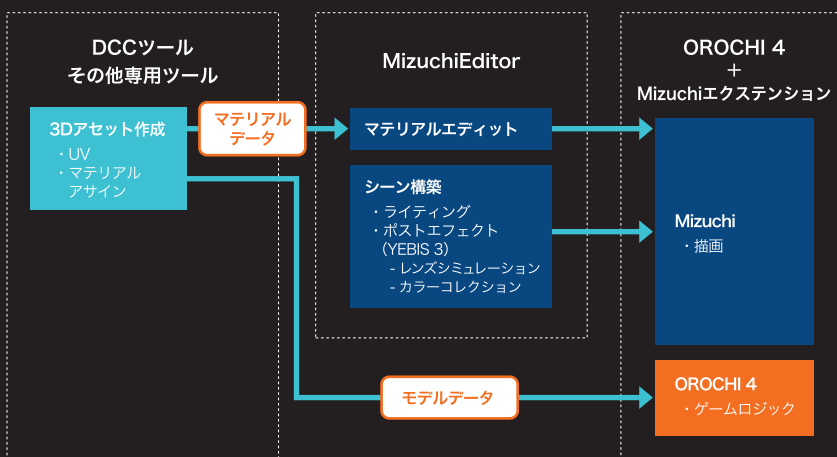 DCCツール
その他専用ツール
3Dアセット作成
・UV
・マテリアル
アサイン
マテリアル
データ
MizuchiEditor
マテリアルエディット
シーン構築
・ライティング
・ポストエフェクト
(YEBIS 3)
- レンズシミュレーション
- カラーコレクション
モデルデータ
OROCHI 4
+
Mizuchiエクステンション
Mizuchi
・描画
OROCHI 4
・ゲームロジック